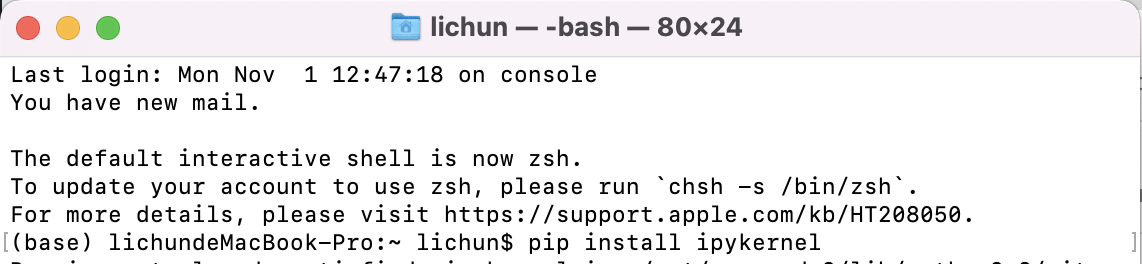 lichun — -bash — 80×24
Last login: Mon Nov  1 12:47:18 on console
You have new mail.
The default interactive shell is now zsh.
To update your account to use zsh, please run `chsh -s /bin/zsh`.
For more details, please visit https://support.apple.com/kb/HT208050.
[(base) lichundeMacBook-Pro:~ lichun$ pip install ipykernel ]